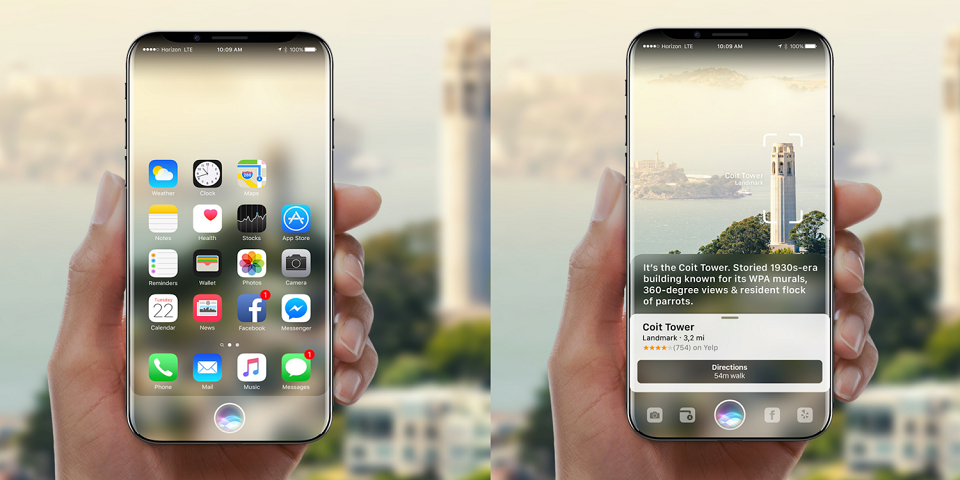 ●●●●○ Horizon LTE 10:09 AM 100%
Weather Clock Maps
Notes Health Stocks App Store
Reminders Wallet Photos Camera
Tuesday
22
1
Calendar News Facebook Messenger
1
Phone Mail Music Messages
●●●●○ Horizon LTE 10:09 AM 100%
Coit Tower
Landmark
It's the Coit Tower. Storied 1930s-era
building known for its WPA murals,
360-degree views & resident flock
of parrots.
Coit Tower
Landmark · 3,2 mi
(754) on Yelp
Directions
54m walk